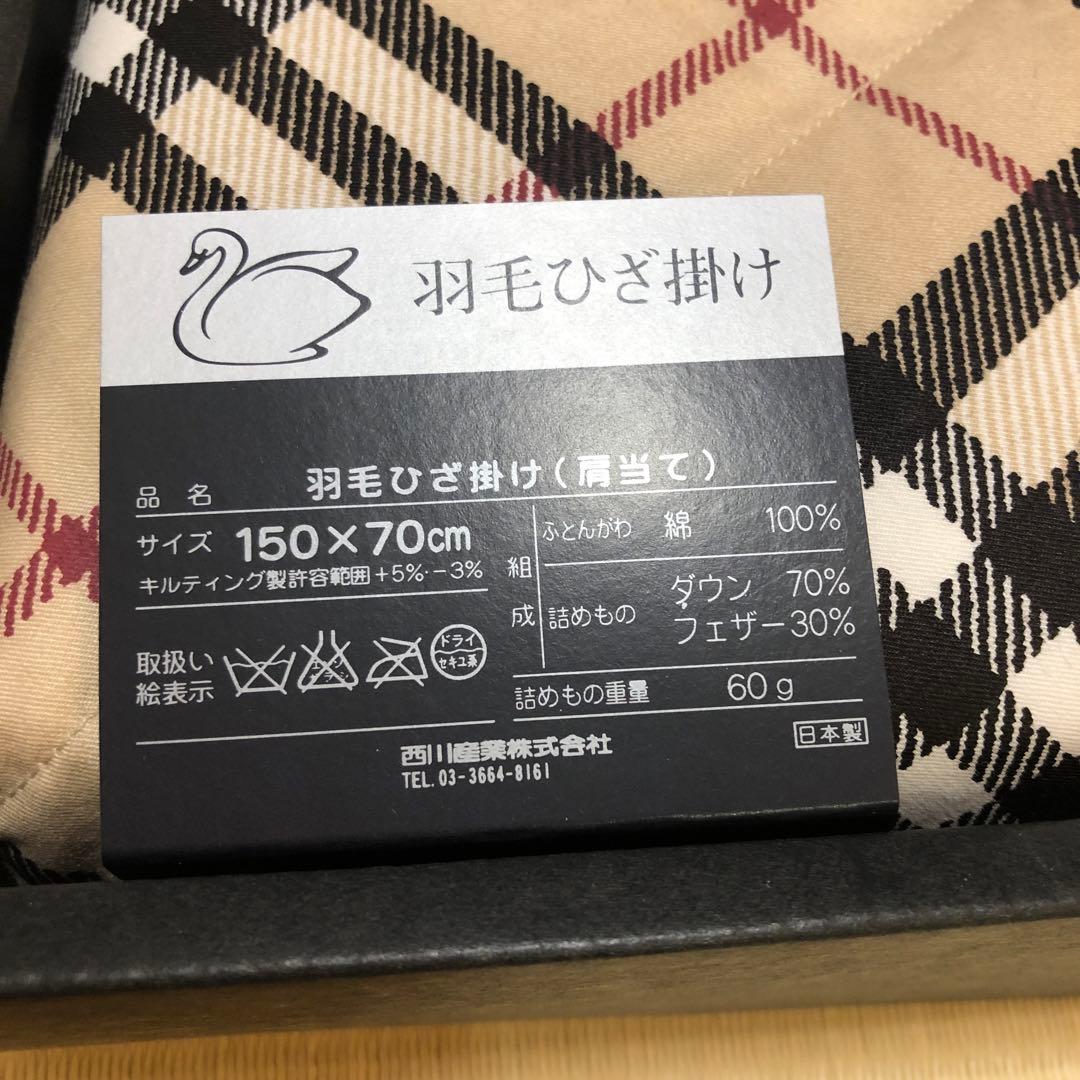 羽毛ひざ掛け
品名 羽毛ひざ掛け(肩当て)
サイズ 150×70cm
キルティング製許容範囲+5%·-3%
取扱い
絵表示
ドライ
セキユ系
組成
ふとんがわ 綿 100%
詰めもの ダウン 70%
フェザー30%
詰めもの重量 60g
西川産業株式会社
TEL.03-3664-8161
日本製